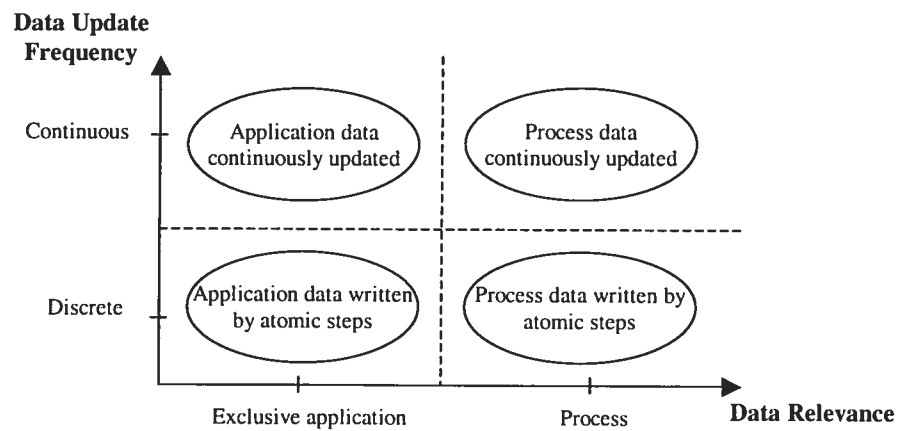 Data Update
Frequency
Continuous
Application data
continuously updated
Process data
continuously updated
Discrete
Application data written
by atomic steps
Process data written by
atomic steps
Exclusive application
Process
Data Relevance